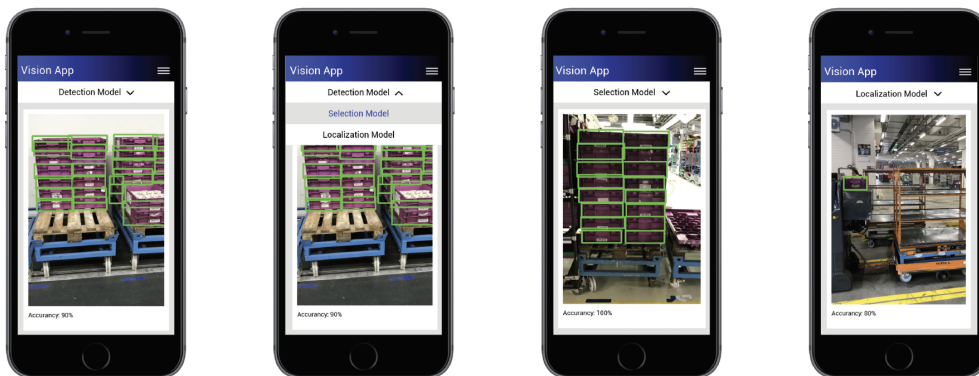 Vision App
Detection Model
Accurancy: 90%
Vision App
Detection Model
Selection Model
Localization Model
Accurancy: 90%
Vision App
Selection Model
Accurancy: 100%
Vision App
Localization Model
Accurancy: 80%